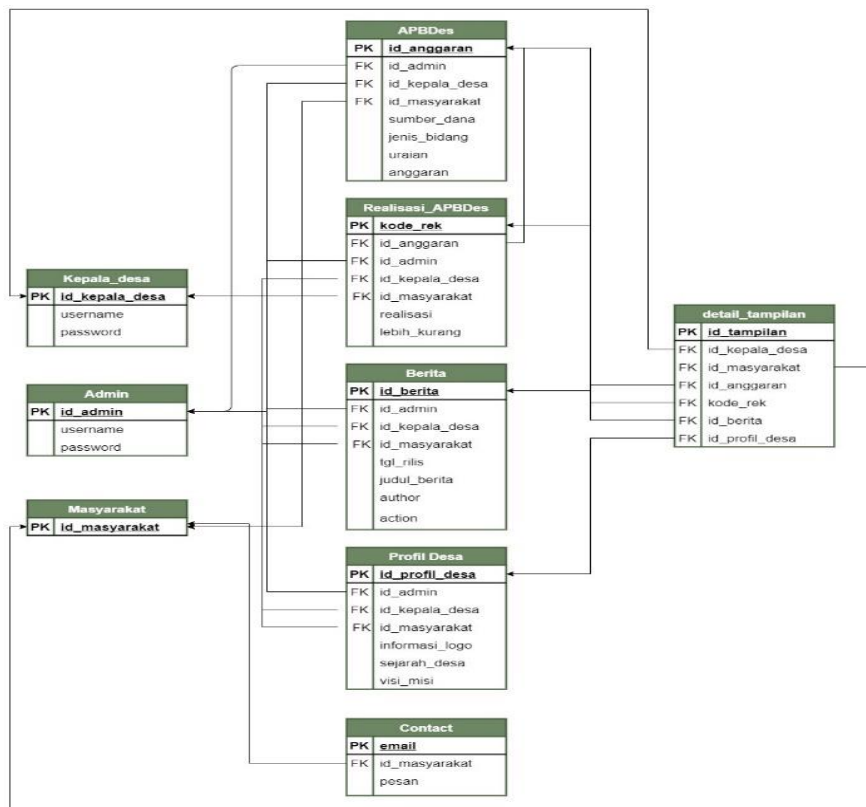 APBDes
PK id_anggaran
FK id_admin
FK id_kepala_desa
FK id_masyarakat
sumber_dana
jenis_bidang
uraian
anggaran
Realisasi_APBDes
PK kode_rek
FK id_anggaran
FK id_admin
FK id_kepala_desa
FK id_masyarakat
realisasi
lebih_kurang
Kepala_desa
PK id_kepala_desa
username
password
Admin
PK id_admin
username
password
Masyarakat
PK id_masyarakat
Berita
PK id_berita
FK id_admin
FK id_kepala_desa
FK id_masyarakat
tgl_rilis
judul_berita
author
action
Profil Desa
PK id_profil_desa
FK id_admin
FK id_kepala_desa
FK id_masyarakat
informasi_logo
sejarah_desa
visi_misi
Contact
PK email
FK id_masyarakat
pesan
detail_tampilan
PK id_tampilan
FK id_kepala_desa
FK id_masyarakat
FK id_anggaran
FK kode_rek
FK id_berita
FK id_profil_desa